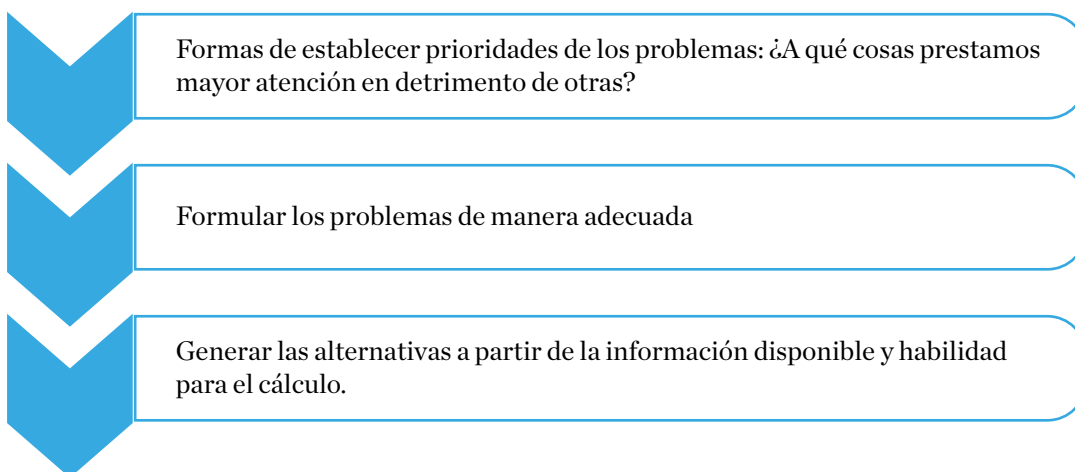 Formas de establecer prioridades de los problemas: ¿A qué cosas prestamos
mayor atención en detrimento de otras?
Formular los problemas de manera adecuada
Generar las alternativas a partir de la información disponible y habilidad
para el cálculo.